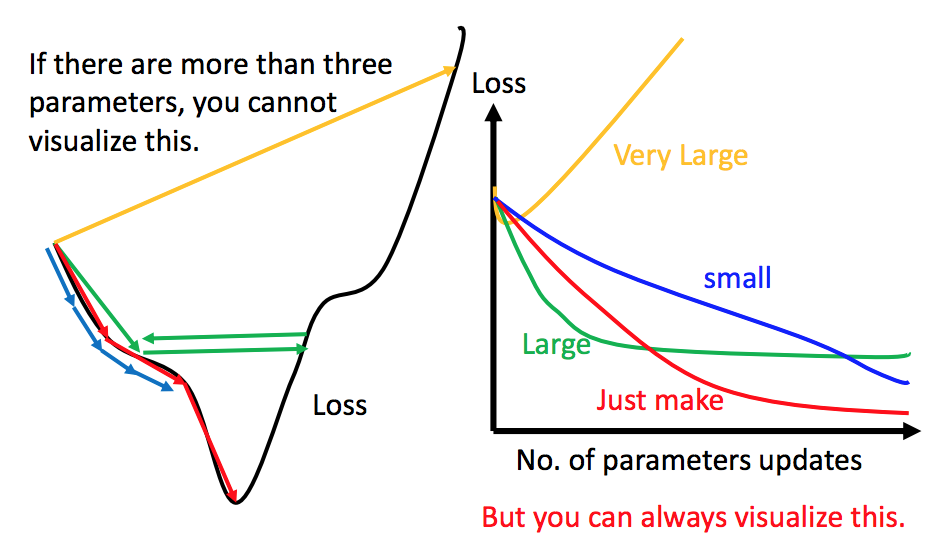 If there are more than three
parameters, you cannot
visualize this.
Loss
Loss
Very Large
small
Large
Just make
No. of parameters updates
But you can always visualize this.